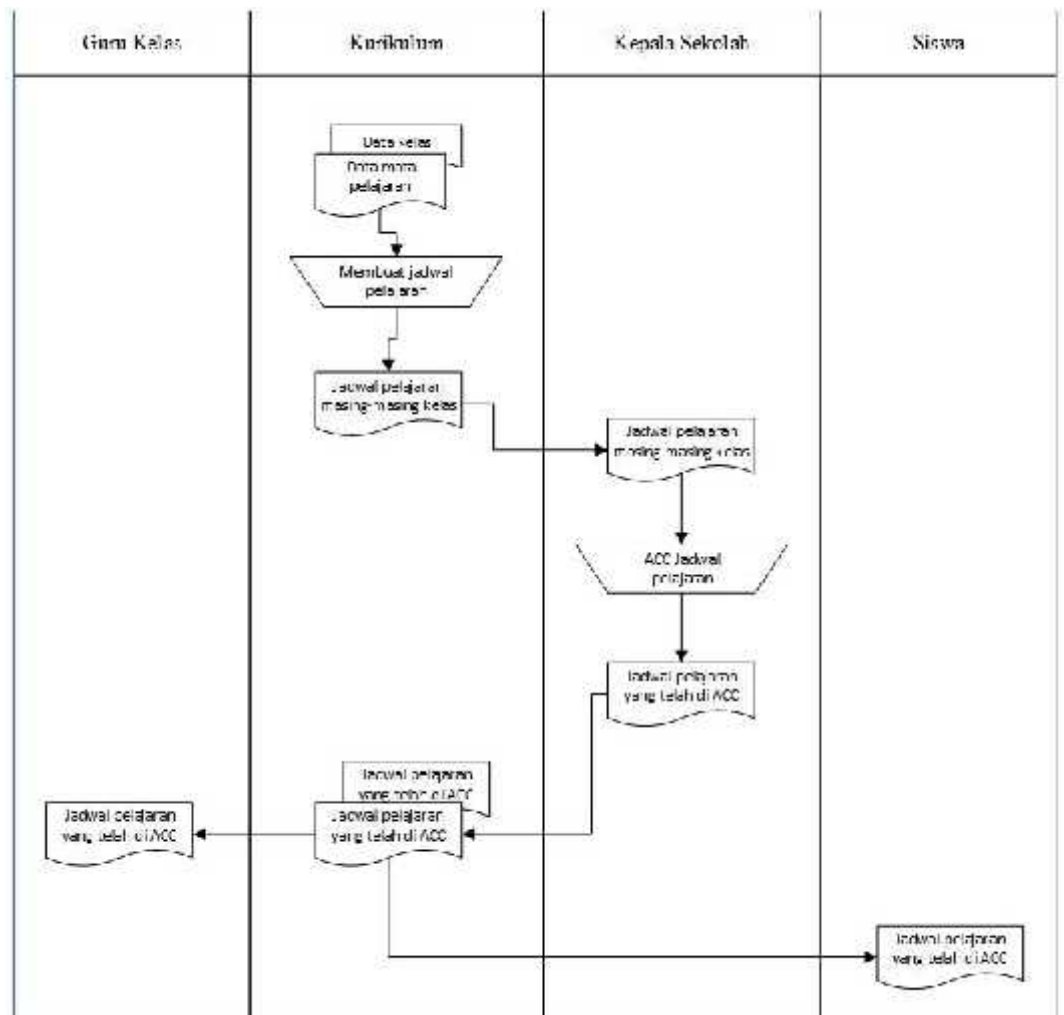 Guru Kelas
Kurikulum
Kepala Sekolah
Siswa
Data kelas
Data mata
pelajaran
Membuat jadwal
pelajaran
Jadwal pelajaran
masing-masing kelas
Jadwal pelajaran
masing-masing kelas
ACC Jadwal
pelajaran
Jadwal pelajaran
yang telah di ACC
Jadwal pelajaran
yang telah di ACC
Jadwal pelajaran
yang telah di ACC
Jadwal pelajaran
yang telah di ACC
Jadwal pelajaran
yang telah di ACC